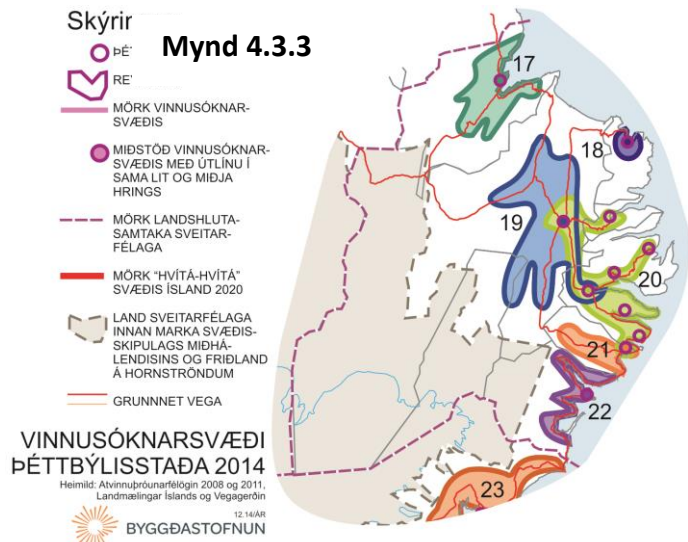 Skýrin
Mynd 4.3.3
ÞÉT
RE
MÖRK VINNUSÓKNAR-
SVÆÐIS
MIÐSTÖÐ VINNUSÓKNAR-
SVÆÐIS MEÐ ÚTLÍNU Í
SAMA LIT OG MIÐJA
HRINGS
MÖRK LANDSHLUTA-
SAMTAKA SVEITAR-
FÉLAGA
MÖRK "HVÍTÁ-HVÍTÁ"
SVÆÐIS ÍSLAND 2020
LAND SVEITARFÉLAGA
INNAN MARKA SVÆÐIS-
SKIPULAGS MIÐHÁ-
LENDISINS OG FRIÐLAND
Á HORNSTRÖNDUM
GRUNNNET VEGA
VINNUSÓKNARSVÆÐI
ÞÉTTBÝLISSTAÐA 2014
Heimild: Atvinnuþróunarfélögin 2008 og 2011,
Landmælingar Íslands og Vegagerðin
12.14/ÁR
BYGGÐASTOFNUN
17
18
19
20
21
22
23